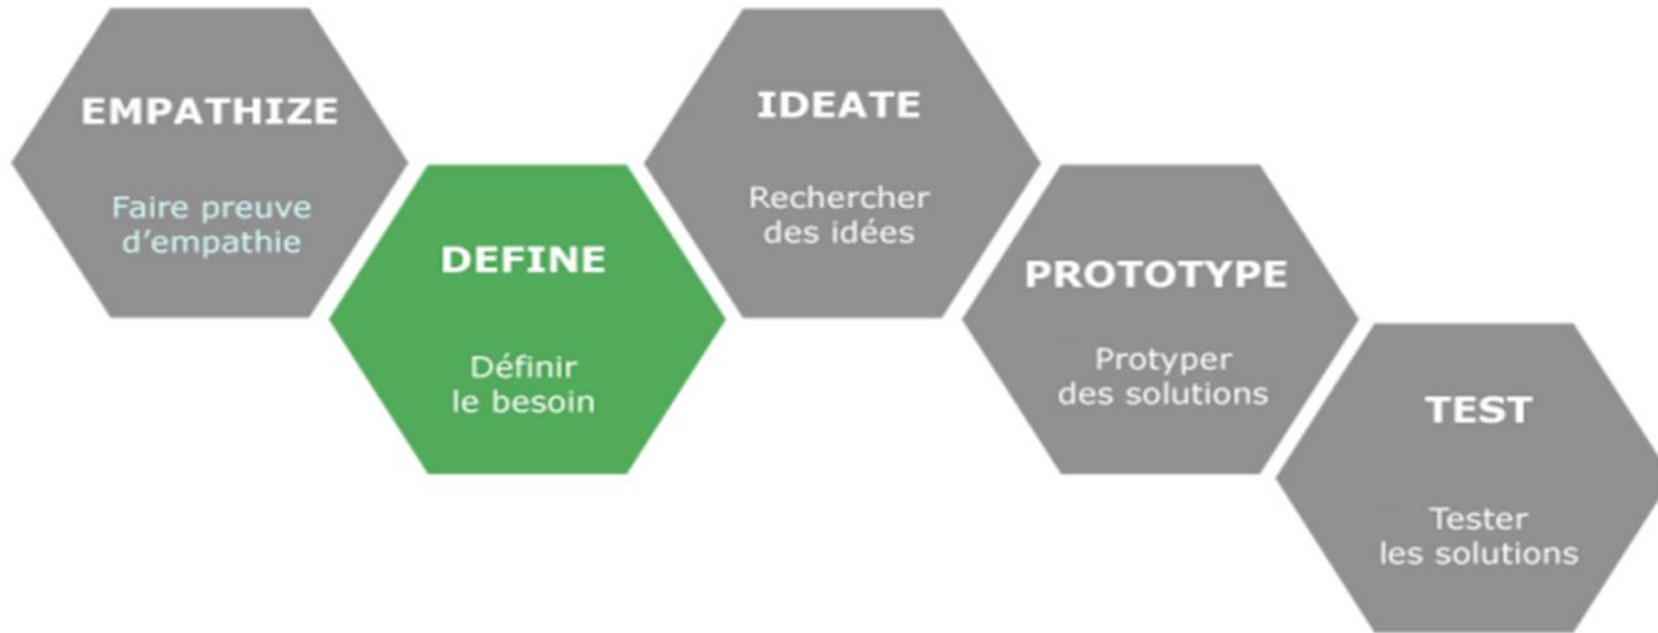 EMPATHIZE
Faire preuve
d'empathie
DEFINE
Définir
le besoin
IDEATE
Rechercher
des idées
PROTOTYPE
Protyper
des solutions
TEST
Tester
les solutions